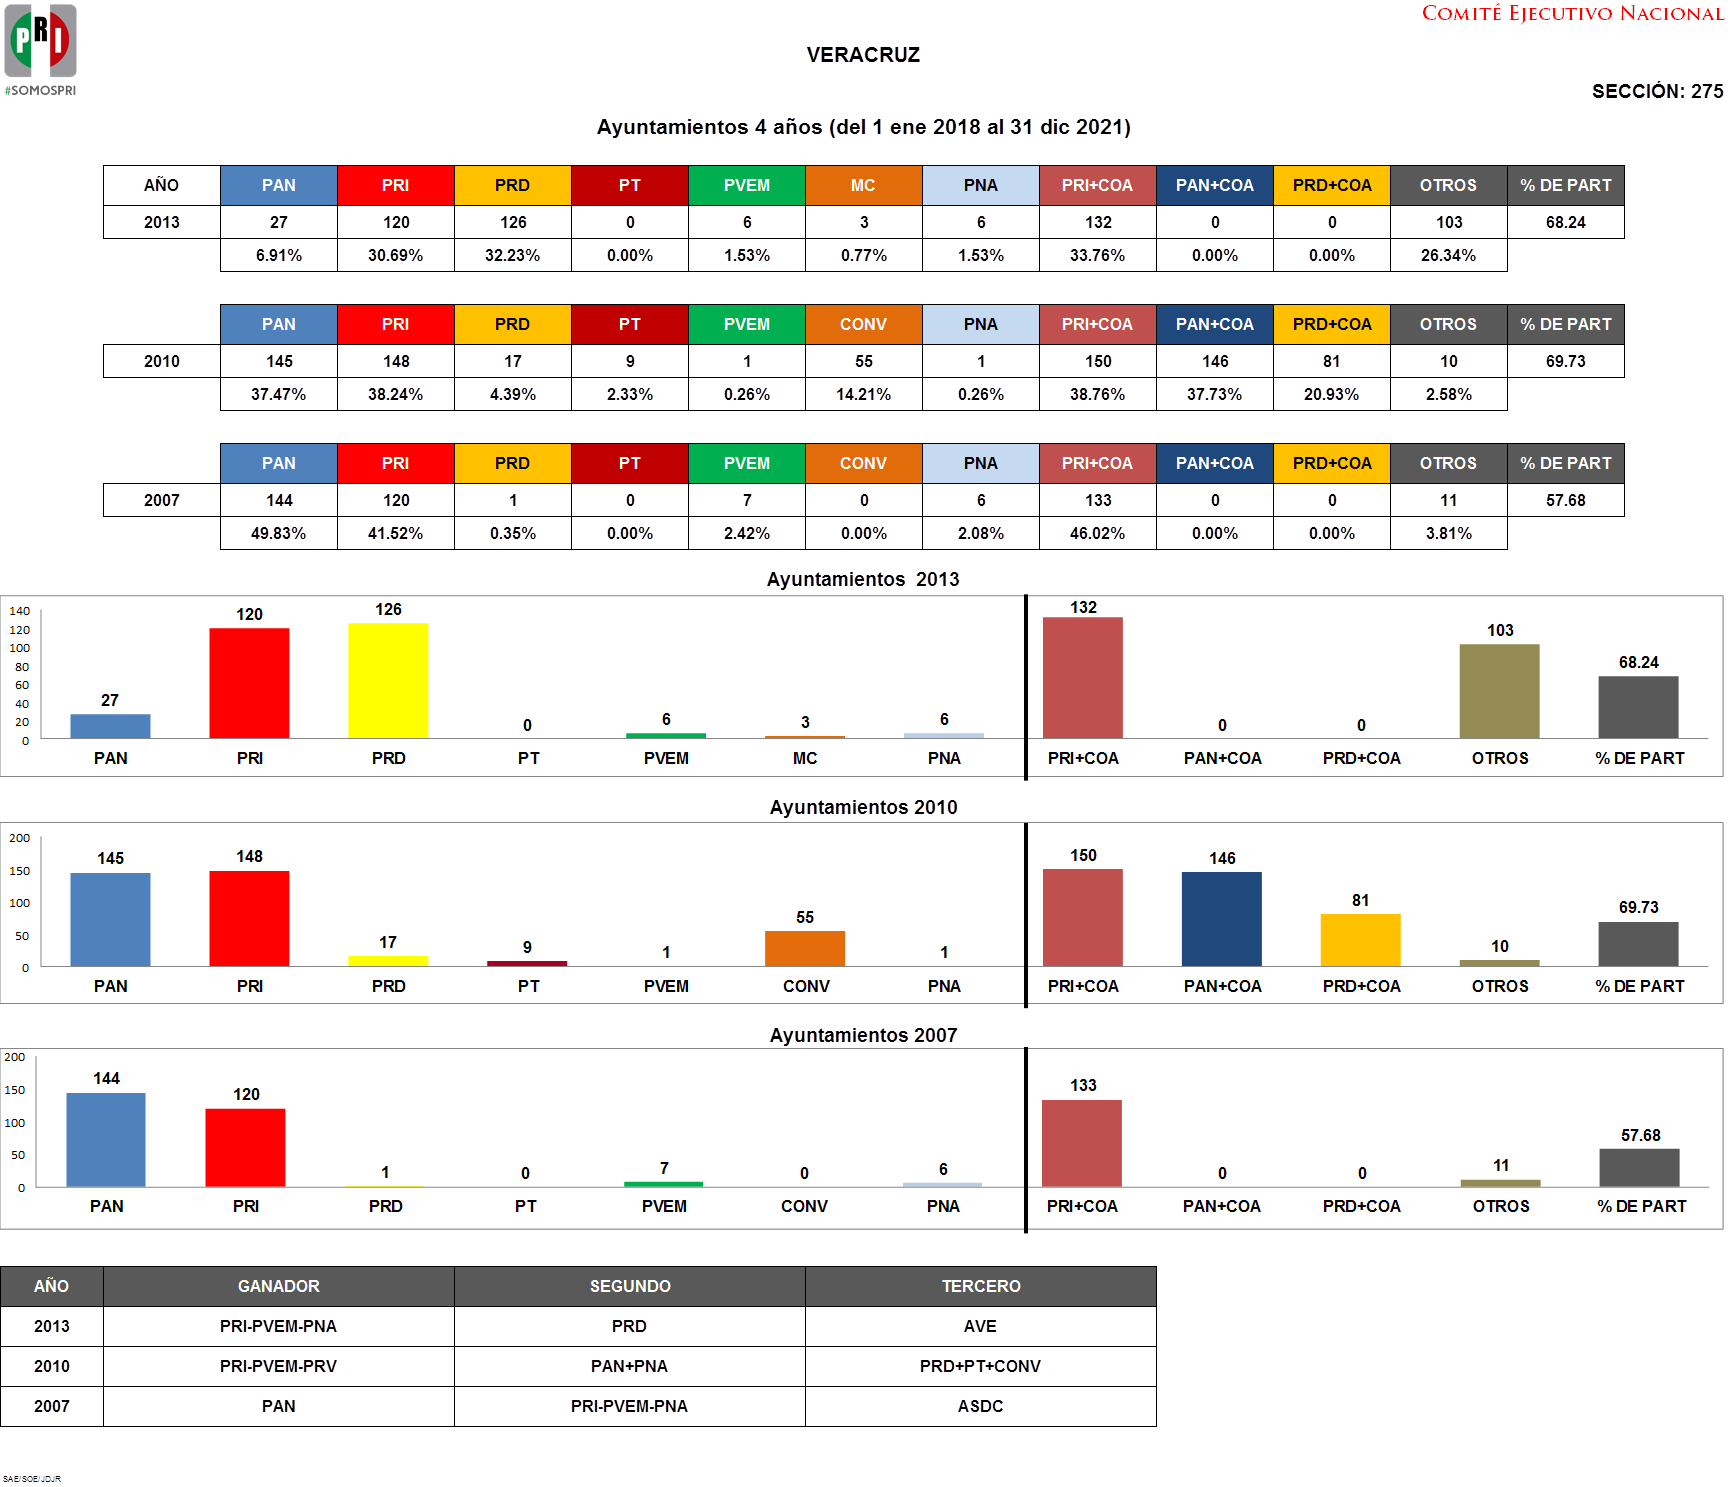 PRI
#SOMOSPRI
COMITÉ EJECUTIVO NACIONAL
VERACRUZ
SECCIÓN: 275
Ayuntamientos 4 años (del 1 ene 2018 al 31 dic 2021)
AÑO PAN PRI PRD PT PVEM MC PNA PRI+COA PAN+COA PRD+COA OTROS % DE PART
2013 27 120 126 0 6 3 6 132 0 0 103 68.24
6.91% 30.69% 32.23% 0.00% 1.53% 0.77% 1.53% 33.76% 0.00% 0.00% 26.34%
PAN PRI PRD PT PVEM CONV PNA PRI+COA PAN+COA PRD+COA OTROS % DE PART
2010 145 148 17 9 1 55 1 150 146 81 10 69.73
37.47% 38.24% 4.39% 2.33% 0.26% 14.21% 0.26% 38.76% 37.73% 20.93% 2.58%
PAN PRI PRD PT PVEM CONV PNA PRI+COA PAN+COA PRD+COA OTROS % DE PART
2007 144 120 1 0 7 0 6 133 0 0 11 57.68
49.83% 41.52% 0.35% 0.00% 2.42% 0.00% 2.08% 46.02% 0.00% 0.00% 3.81%
Ayuntamientos 2013
140
120
100
80
60
40
20
0
27 120 126 0 6 3 6 132 0 0 103 68.24
PAN PRI PRD PT PVEM MC PNA PRI+COA PAN+COA PRD+COA OTROS % DE PART
Ayuntamientos 2010
200
150
100
50
0
145 148 17 9 1 55 1 150 146 81 10 69.73
PAN PRI PRD PT PVEM CONV PNA PRI+COA PAN+COA PRD+COA OTROS % DE PART
Ayuntamientos 2007
200
150
100
50
0
144 120 1 0 7 0 6 133 0 0 11 57.68
PAN PRI PRD PT PVEM CONV PNA PRI+COA PAN+COA PRD+COA OTROS % DE PART
AÑO GANADOR SEGUNDO TERCERO
2013 PRI-PVEM-PNA PRD AVE
2010 PRI-PVEM-PRV PAN+PNA PRD+PT+CONV
2007 PAN PRI-PVEM-PNA ASDC
SAE/SOE/JDJR